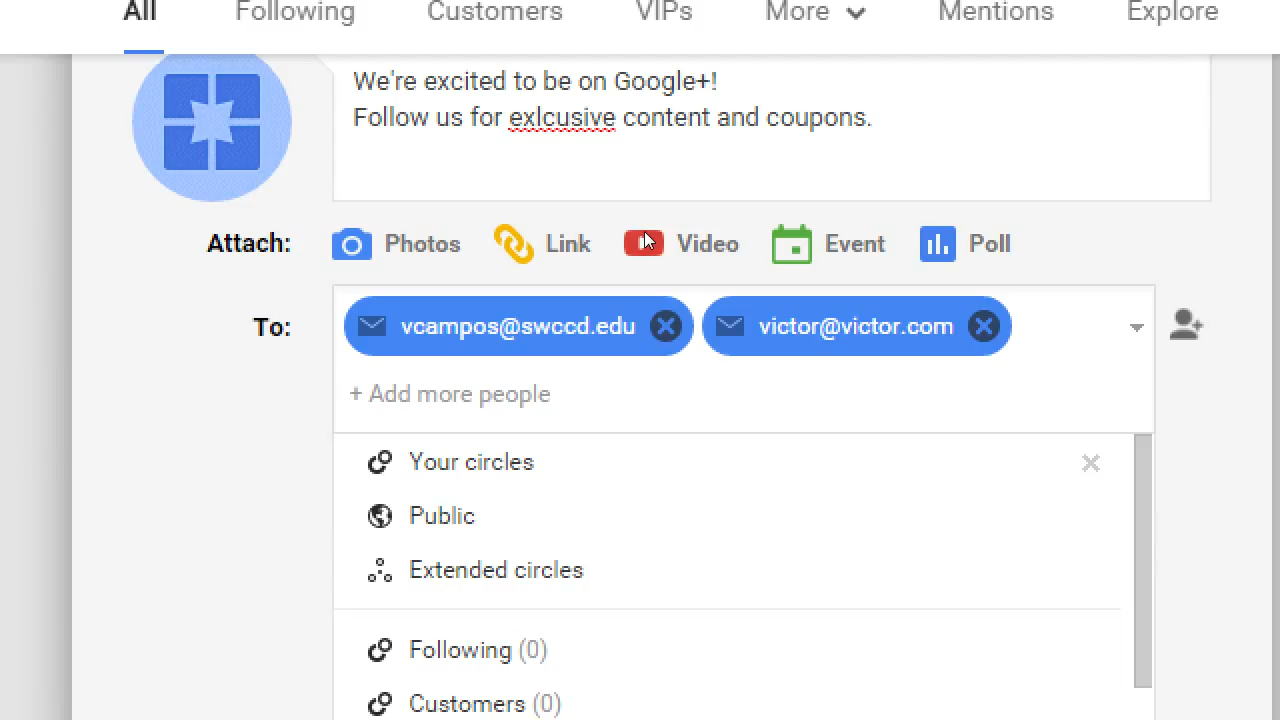 All Following Customers VIPs More Mentions Explore
We're excited to be on Google+!
Follow us for exlcusive content and coupons.
Attach: Photos Link Video Event Poll
To: vcampos@swccd.edu victor@victor.com
+ Add more people
Your circles
Public
Extended circles
Following (0)
Customers (0)